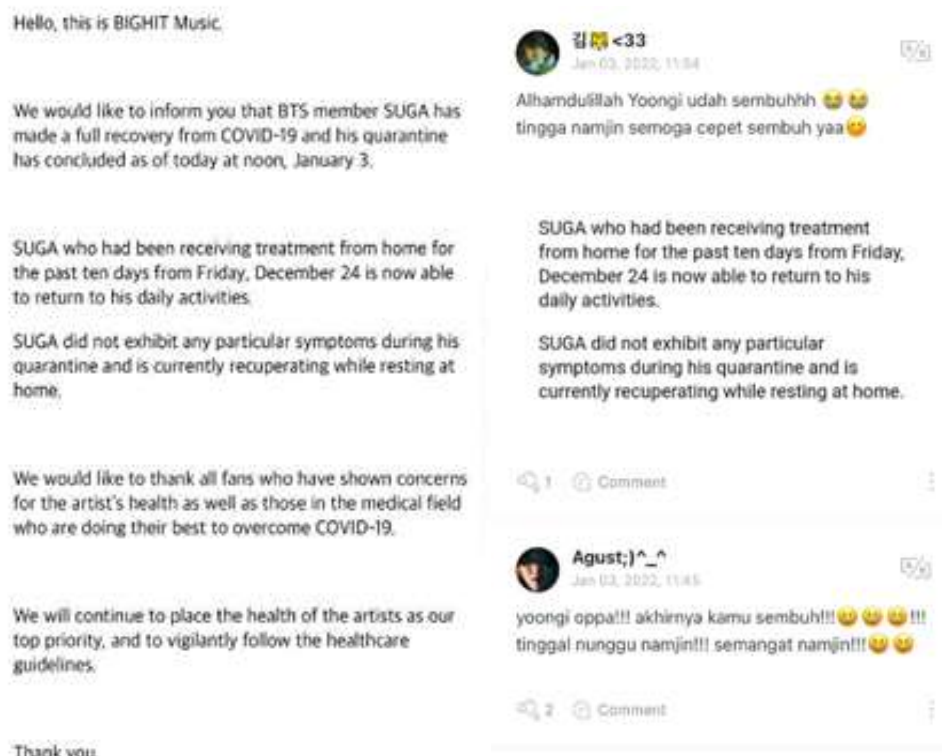 Hello, this is BIGHIT Music.
We would like to inform you that BTS member SUGA has
made a full recovery from COVID-19 and his quarantine
has concluded as of today at noon, January 3.
SUGA who had been receiving treatment from home for
the past ten days from Friday, December 24 is now able
to return to his daily activities.
SUGA did not exhibit any particular symptoms during his
quarantine and is currently recuperating while resting at
home.
We would like to thank all fans who have shown concerns
for the artist's health as well as those in the medical field
who are doing their best to overcome COVID-19.
We will continue to place the health of the artists as our
top priority, and to vigilantly follow the healthcare
guidelines.
Thank you.
김🐯<33
Jan 03, 2022, 11:54
Alhamdulillah Yoongi udah sembuhhh 😭 😭
tingga namjin semoga cepet sembuh yaa😋
SUGA who had been receiving treatment
from home for the past ten days from Friday,
December 24 is now able to return to his
daily activities.
SUGA did not exhibit any particular
symptoms during his quarantine and is
currently recuperating while resting at home.
1 Comment
Agust;)^_^
Jan 03, 2022, 11:45
yoongi oppa!!! akhirnya kamu sembuh!!!😀 😀 😀!!!
tinggal nunggu namjin!!! semangat namjin!!!😀 😀
2 Comment